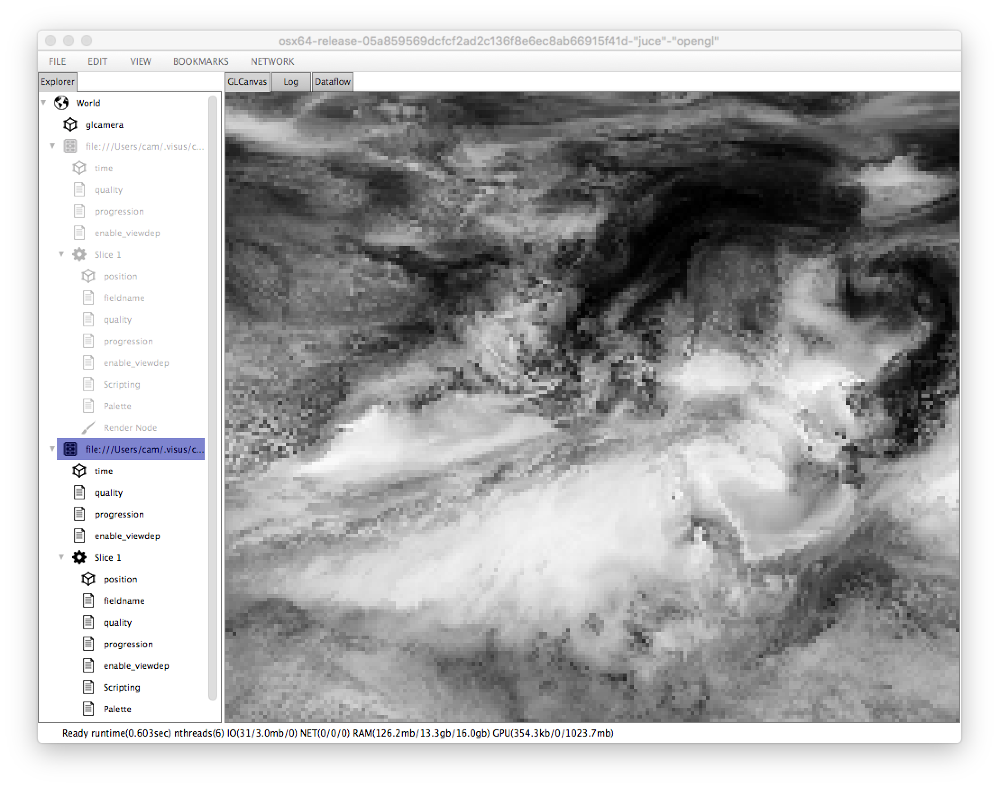 osx64-release-05a859569dcfcf2ad2c136f8e6ec8ab66915f41d-"juce"-"opengl"
FILE EDIT VIEW BOOKMARKS NETWORK
Explorer
GLCanvas Log Dataflow
World
glcamera
file:///Users/cam/.visus/c...
time
quality
progression
enable_viewdep
Slice 1
position
fieldname
quality
progression
enable_viewdep
Scripting
Palette
Render Node
file:///Users/cam/.visus/c...
time
quality
progression
enable_viewdep
Slice 1
position
fieldname
quality
progression
enable_viewdep
Scripting
Palette
Ready runtime(0.603sec) nthreads(6) IO(31/3.0mb/0) NET(0/0/0) RAM(126.2mb/13.3gb/16.0gb) GPU(354.3kb/0/1023.7mb)